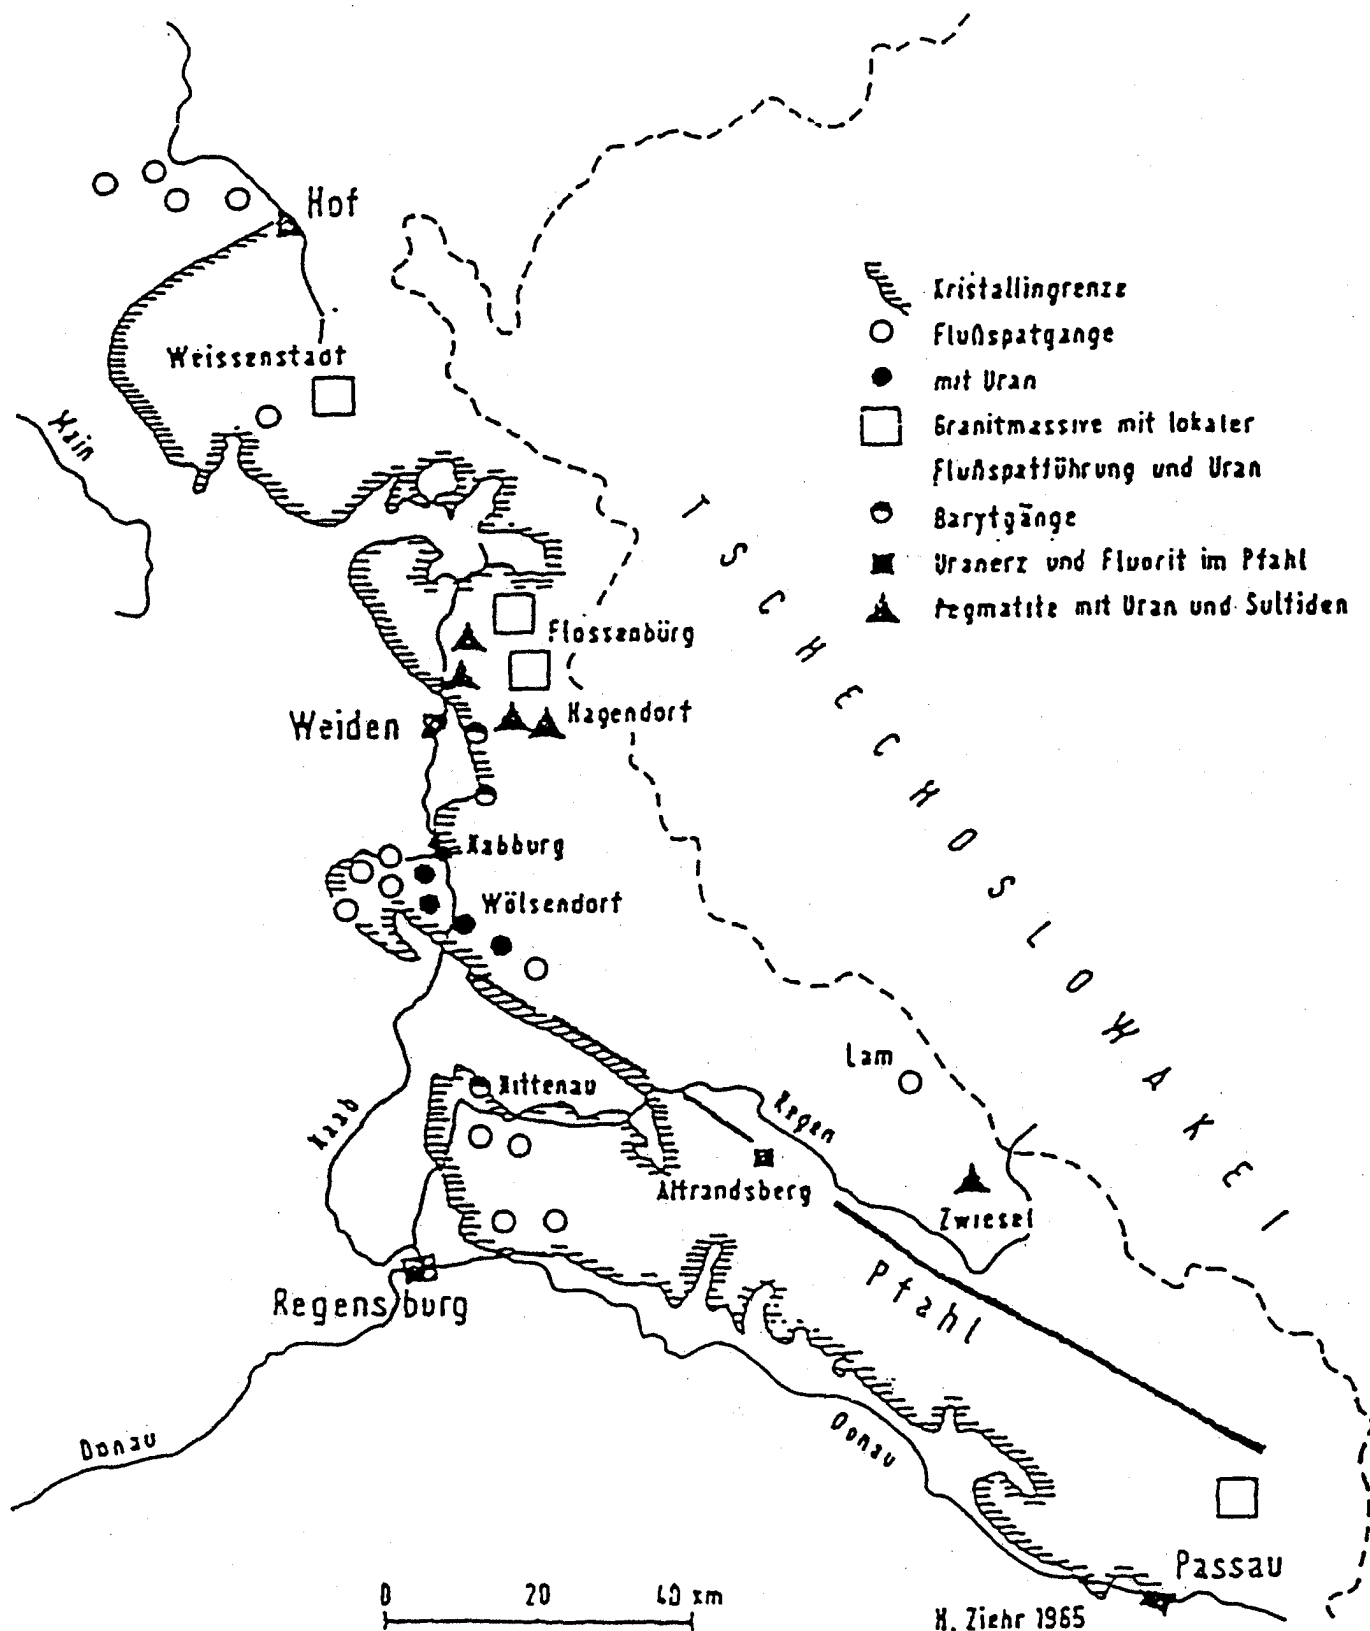 Hof
Weissenstadt
Main
Kristallingrenze
Flußspatgänge
mit Uran
Granitmassive mit lokaler
Flußspatführung und Uran
Barytgänge
Uranerz und Fluorit im Pfahl
Pegmatite mit Uran und Sulfiden
TSCHECHOSLOWAKEI
Flossenbürg
Hagendorf
Weiden
Nabburg
Wölsendorf
Lam
Nittenau
Naab
Regen
Altrandsberg
Zwiesel
Pfahl
Regensburg
Donau
Donau
Passau
0 20 40 km
H. Ziehr 1965